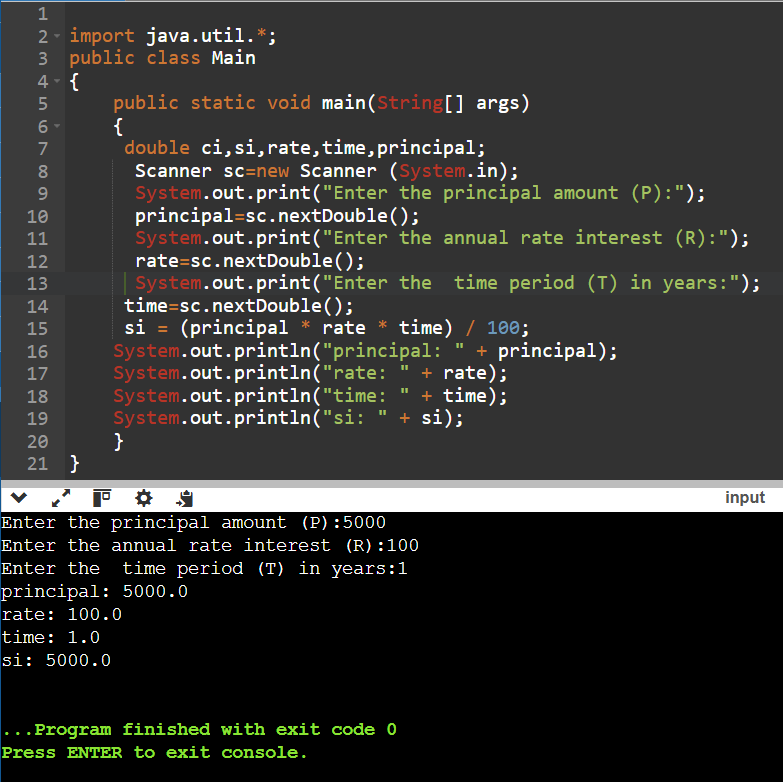 1
2 import java.util.*;
3 public class Main
4 {
5 public static void main(String[] args)
6 {
7 double ci,si,rate,time,principal;
8 Scanner sc=new Scanner (System.in);
9 System.out.print("Enter the principal amount (P):");
10 principal=sc.nextDouble();
11 System.out.print("Enter the annual rate interest (R):");
12 rate=sc.nextDouble();
13 System.out.print("Enter the  time period (T) in years:");
14 time=sc.nextDouble();
15 si = (principal * rate * time) / 100;
16 System.out.println("principal: " + principal);
17 System.out.println("rate: " + rate);
18 System.out.println("time: " + time);
19 System.out.println("si: " + si);
20 }
21 }
input
Enter the principal amount (P):5000
Enter the annual rate interest (R):100
Enter the  time period (T) in years:1
principal: 5000.0
rate: 100.0
time: 1.0
si: 5000.0
...Program finished with exit code 0
Press ENTER to exit console.